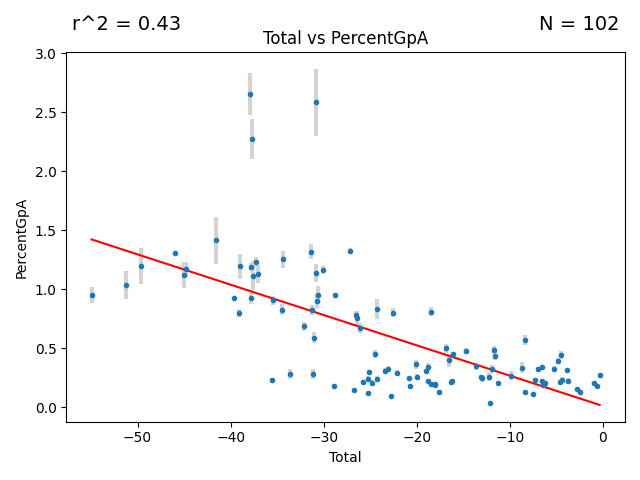 r^2 = 0.43
N = 102
Total vs PercentGpA
3.0
2.5
2.0
1.5
1.0
0.5
0.0
PercentGpA
−50
−40
−30
−20
−10
0
Total